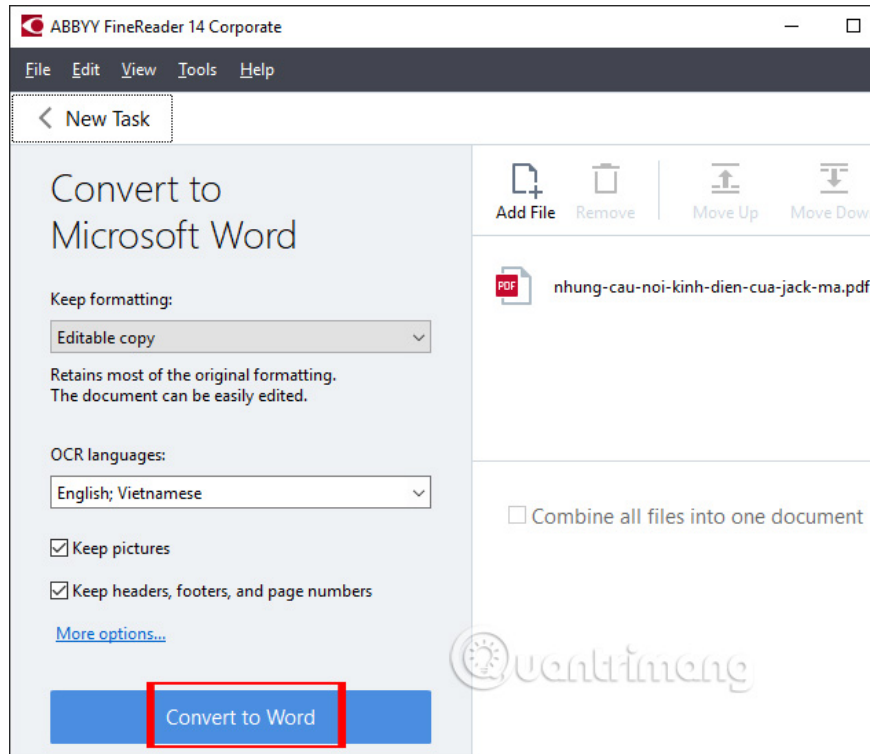 ABBYY FineReader 14 Corporate
File Edit View Tools Help
New Task
Convert to
Microsoft Word
Keep formatting:
Editable copy
Retains most of the original formatting.
The document can be easily edited.
OCR languages:
English; Vietnamese
Keep pictures
Keep headers, footers, and page numbers
More options...
Convert to Word
Add File Remove Move Up Move Dow
PDF nhung-cau-noi-kinh-dien-cua-jack-ma.pdf
Combine all files into one document
Quantrimang